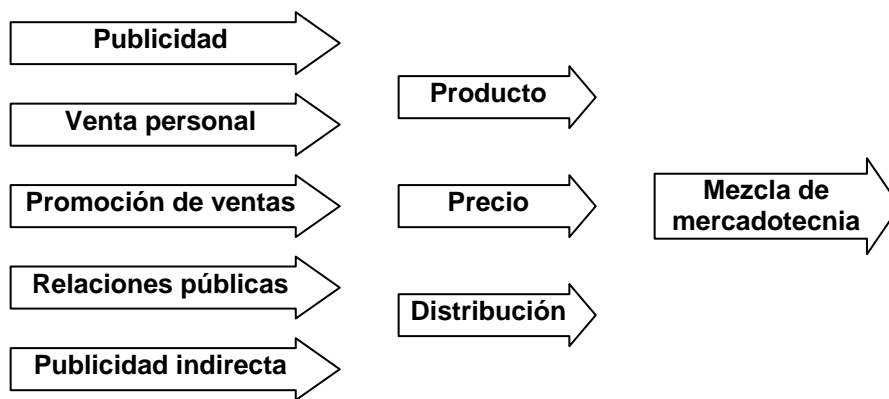 Publicidad
Venta personal
Promoción de ventas
Relaciones públicas
Publicidad indirecta
Producto
Precio
Distribución
Mezcla de
mercadotecnia